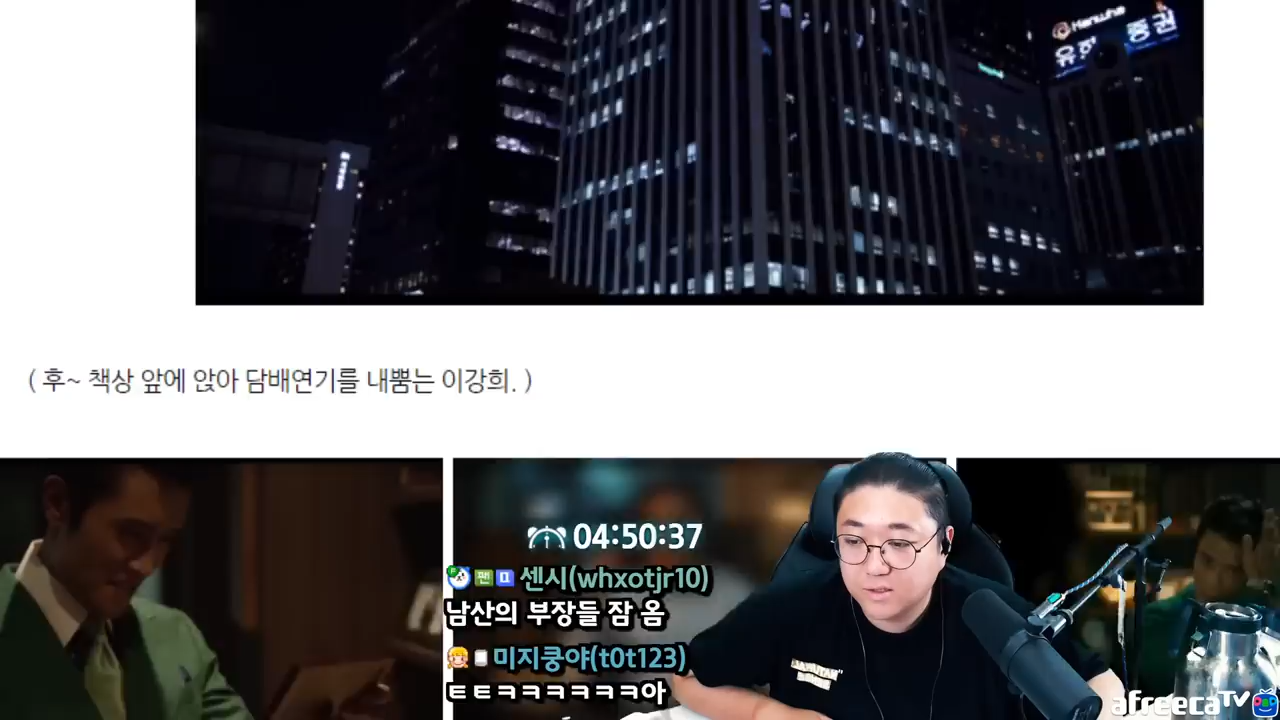 Hanwha
증권
( 후~ 책상 앞에 앉아 담배연기를 내뿜는 이강희. )
04:50:37
F 팬 센시(whxotjr10)
남산의 부장들 잠 옴
미지쿵야(t0t123)
ㅌㅌㅋㅋㅋㅋㅋㅋ아
afreecaTV